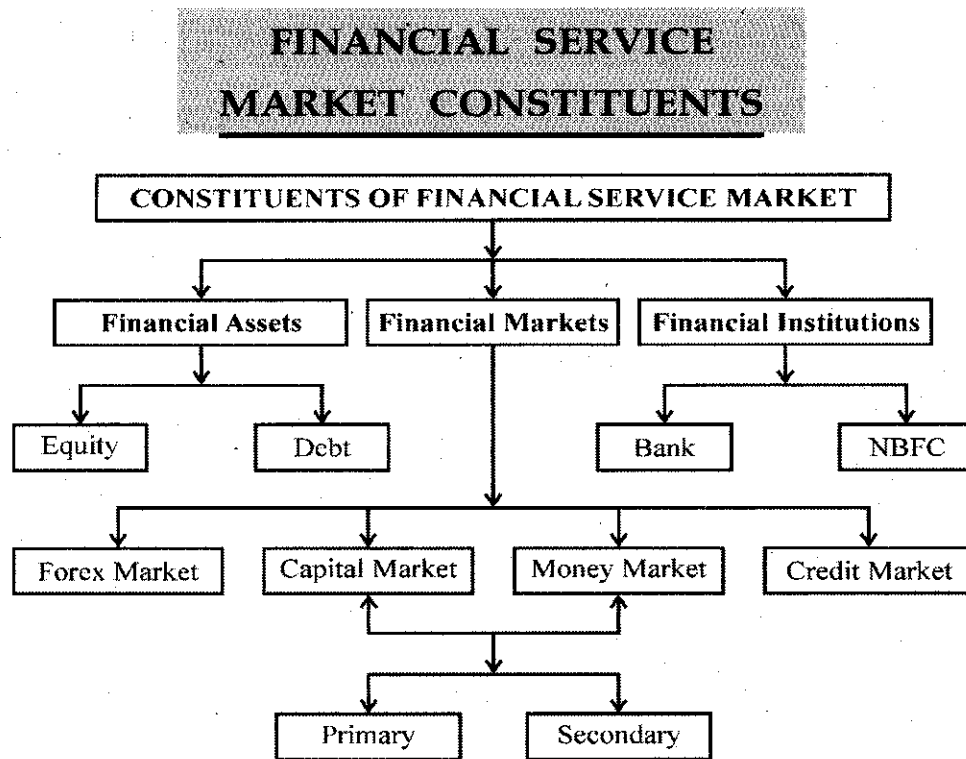 FINANCIAL SERVICE
MARKET CONSTITUENTS
CONSTITUENTS OF FINANCIAL SERVICE MARKET
Financial Assets
Financial Markets
Financial Institutions
Equity
Debt
Bank
NBFC
Forex Market
Capital Market
Money Market
Credit Market
Primary
Secondary